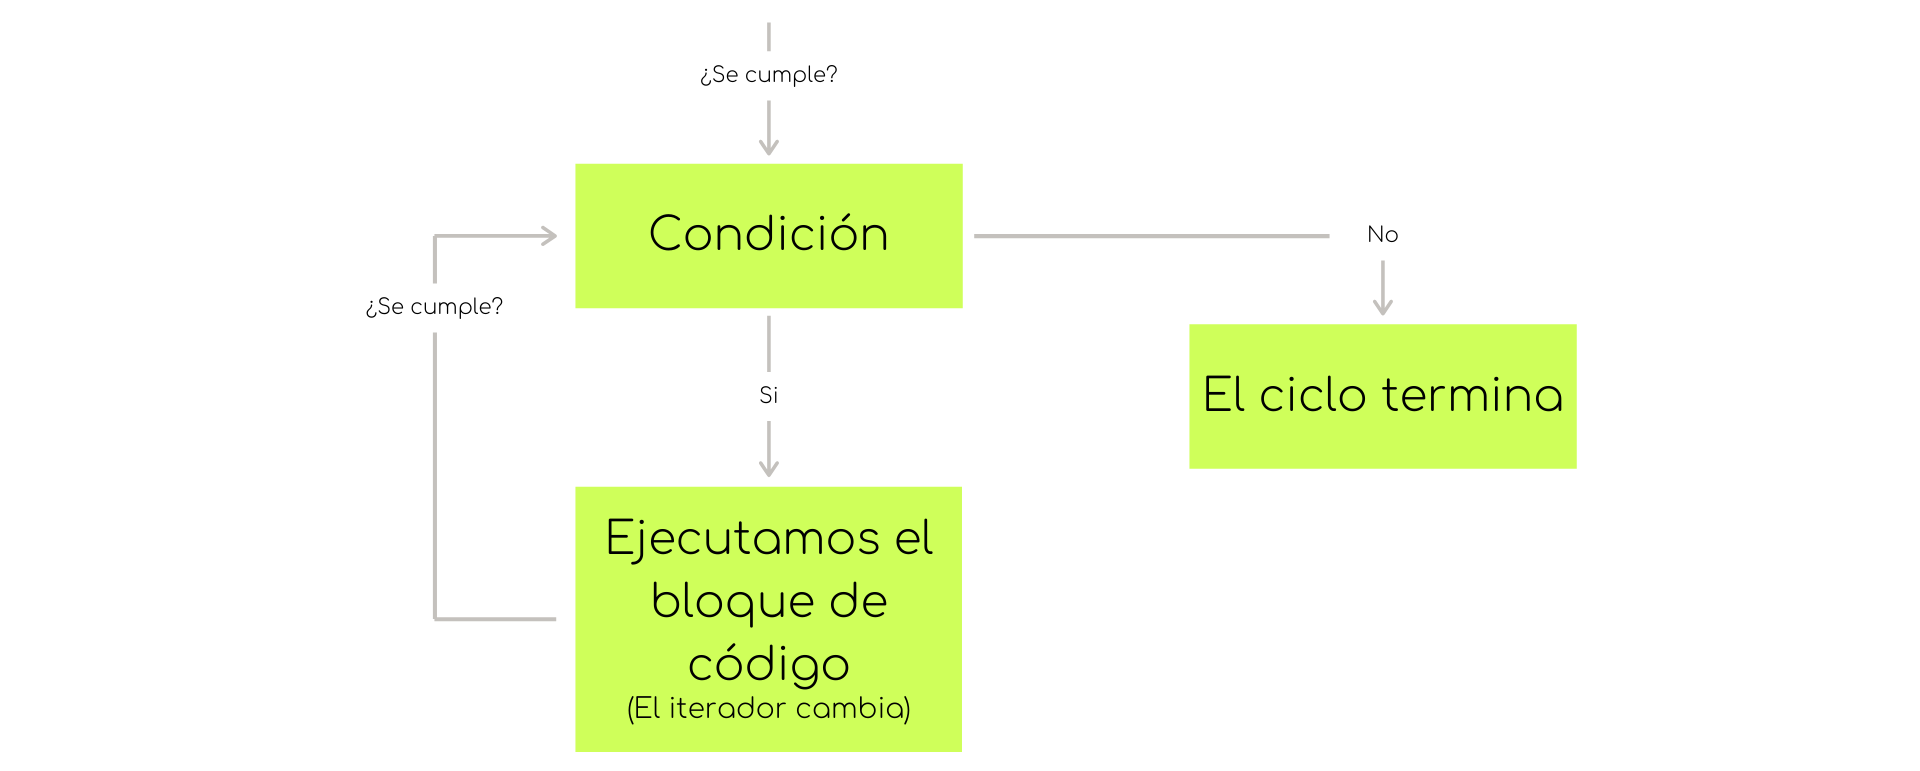 ¿Se cumple?
Condición
No
¿Se cumple?
Si
El ciclo termina
Ejecutamos el
bloque de
código
(El iterador cambia)